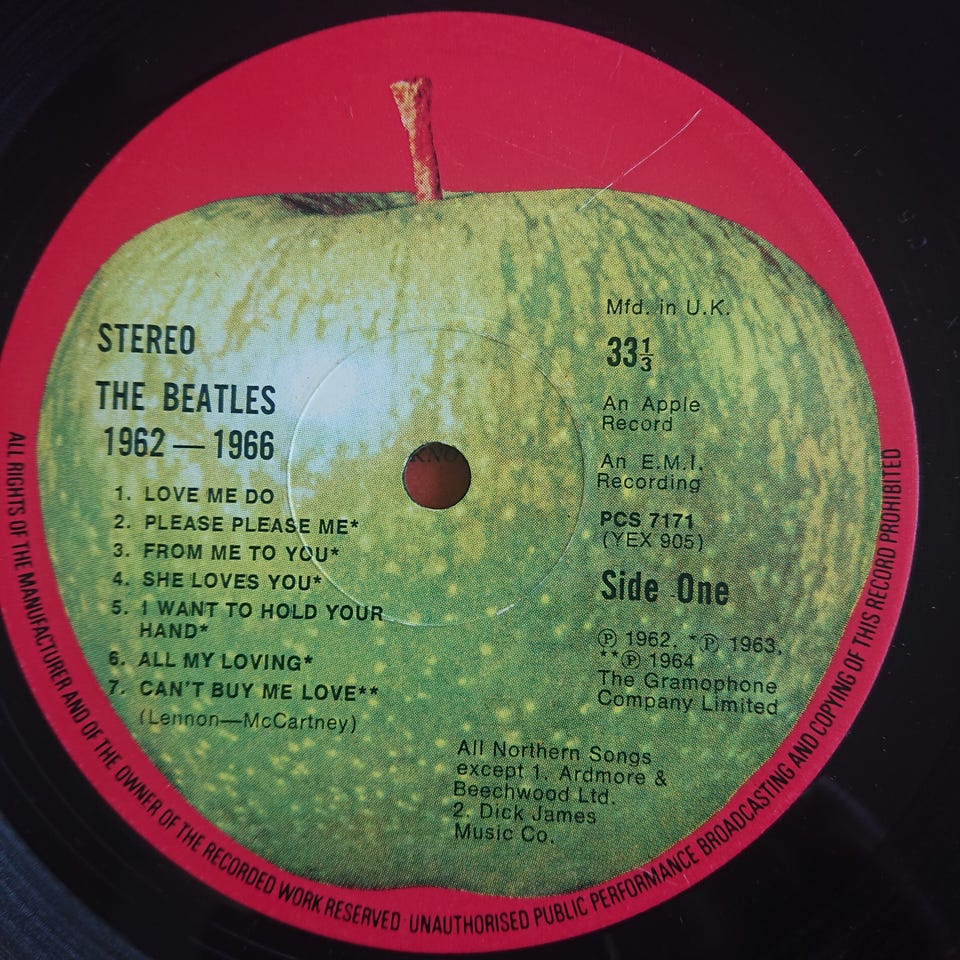 STEREO
THE BEATLES
1962 — 1966
1. LOVE ME DO
2. PLEASE PLEASE ME*
3. FROM ME TO YOU*
4. SHE LOVES YOU*
5. I WANT TO HOLD YOUR
HAND*
6. ALL MY LOVING*
7. CAN'T BUY ME LOVE**
(Lennon—McCartney)
Mfd. in U.K.
33⅓
An Apple
Record
An E.M.I.
Recording
PCS 7171
(YEX 905)
Side One
℗ 1962, *℗ 1963,
**℗ 1964
The Gramophone
Company Limited
All Northern Songs
except 1. Ardmore &
Beechwood Ltd.
2. Dick James
Music Co.
ALL RIGHTS OF THE MANUFACTURER AND OF THE OWNER OF THE RECORDED WORK RESERVED UNAUTHORISED PUBLIC PERFORMANCE BROADCASTING AND COPYING OF THIS RECORD PROHIBITED